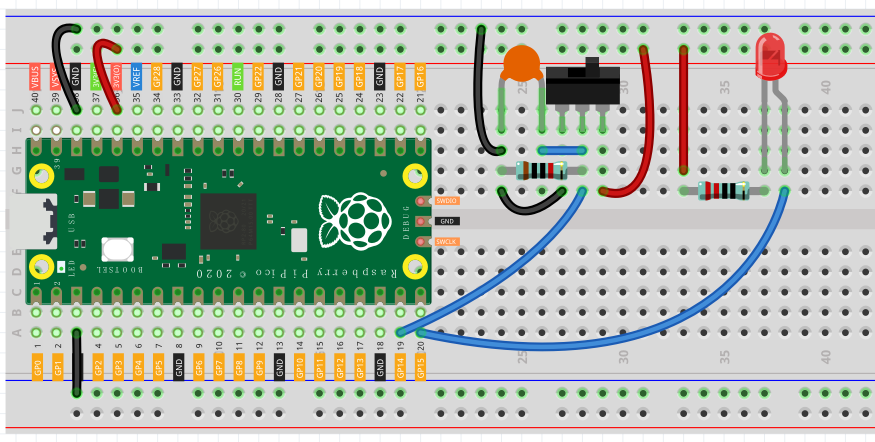 VBUS VSYS GND 3V3(O) VREF GP28 GND GP27 GP26 RUN GP22 GND GP21 GP20 GP19 GP18 GND GP17 GP16
40 39 37 35 34 33 32 31 30 29 28 27 26 25 24 23 22 21
25 30 35 40
J
I
H
G
F
39
USB
DEBUG
SWDIO
GND
SWCLK
BOOTSEL
LED
Raspberry Pi Pico © 2020
1
2
E
D
C
B
A
1 2 3 4 5 6 7 8 9 10 11 12 13 14 15 16 17 18 19 20
25 30 35 40
GP0 GP1 GP2 GP3 GP4 GP5 GND GP6 GP7 GP8 GP9 GND GP10 GP11 GP12 GP13 GND GP14 GP15